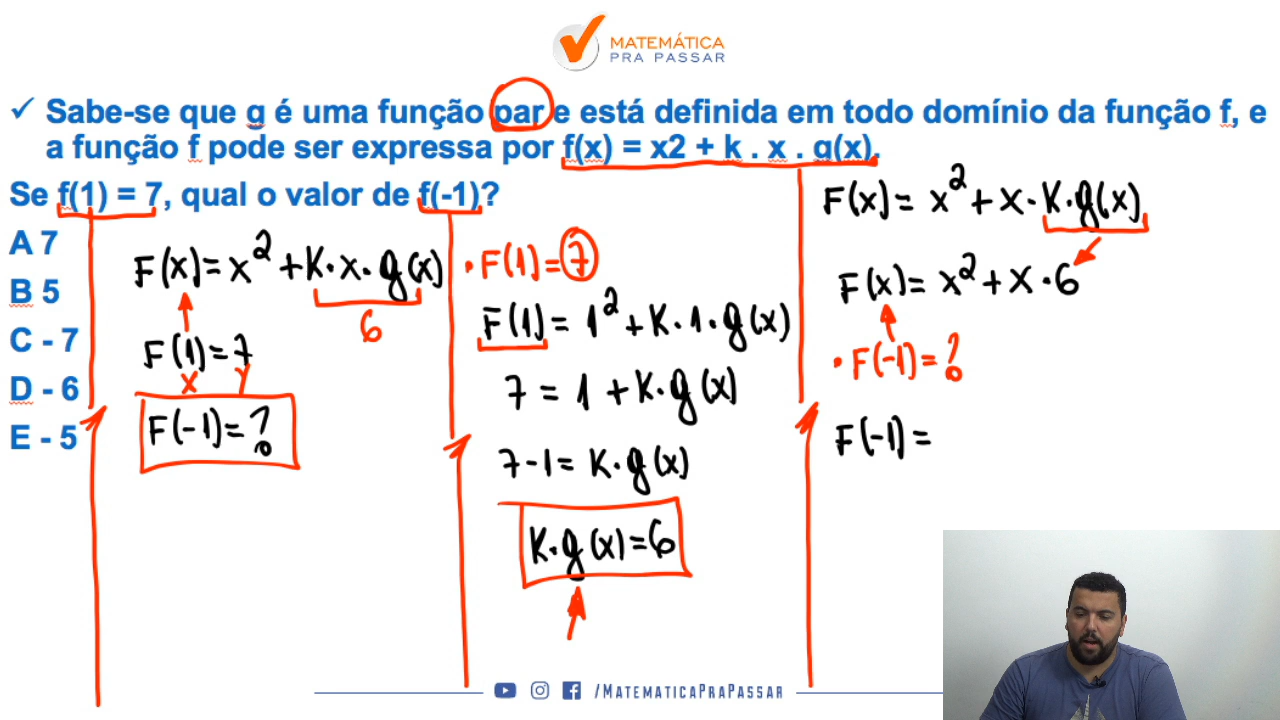 MATEMÁTICA
PRA PASSAR
✓ Sabe-se que g é uma função par e está definida em todo domínio da função f, e
a função f pode ser expressa por f(x) = x2 + k . x . g(x).
Se f(1) = 7, qual o valor de f(-1)?
A 7
B 5
C - 7
D - 6
E - 5
F(x) = x² + K·x·g(x)
6
F(1) = 7
x y
F(-1) = ?
• F(1) = 7
F(1) = 1² + K·1·g(x)
7 = 1 + K·g(x)
7-1 = K·g(x)
K·g(x) = 6
F(x) = x² + x·K·g(x)
F(x) = x² + x·6
• F(-1) = ?
F(-1) =
/MATEMATICAPRAPASSAR